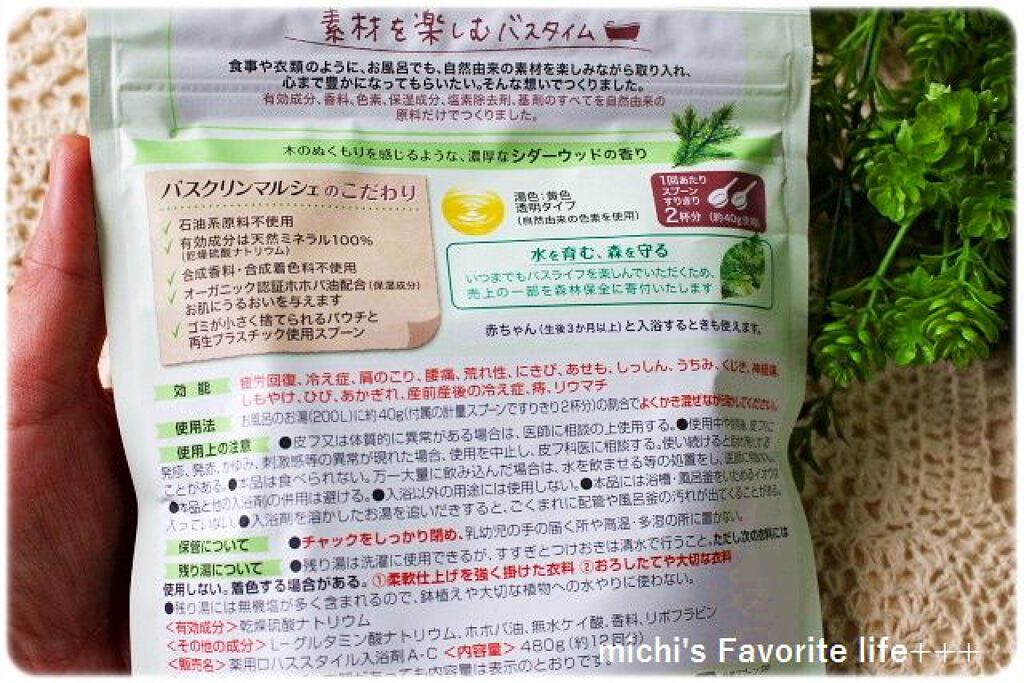 素材を楽しむバスタイム
食事や衣類のように、お風呂でも、自然由来の素材を楽しみながら取り入れ、
心まで豊かになってもらいたい。そんな想いでつくりました。
有効成分、香料、色素、保湿成分、塩素除去剤、基剤のすべてを自然由来の
原料だけでつくりました。
木のぬくもりを感じるような、濃厚なシダーウッドの香り
バスクリンマルシェのこだわり
石油系原料不使用
有効成分は天然ミネラル100%
(乾燥硫酸ナトリウム)
合成香料・合成着色料不使用
オーガニック認証ホホバ油配合(保湿成分)
お肌にうるおいを与えます
ゴミが小さく捨てられるパウチと
再生プラスチック使用スプーン
湯色:黄色
透明タイプ
(自然由来の色素を使用)
1回あたり
スプーン
すり切り
2杯分 (約40g使用)
水を育む、森を守る
いつまでもバスライフを楽しんでいただくため、
売上の一部を森林保全に寄付いたします
赤ちゃん(生後3か月以上)と入浴するときも使えます。
効能 疲労回復、冷え症、肩のこり、腰痛、荒れ性、にきび、あせも、しっしん、うちみ、くじき、神経痛、
しもやけ、ひび、あかぎれ、産前産後の冷え症、痔、リウマチ
使用法 お風呂のお湯(200L)に約40g(付属の計量スプーンですりきり2杯分)の割合でよくかき混ぜながら溶かしてください。
使用上の注意 ●皮フ又は体質的に異常がある場合は、医師に相談の上使用する。●使用中や使用後、皮フに
発疹、発赤、かゆみ、刺激感等の異常が現れた場合、使用を中止し、皮フ科医に相談する。使い続けると症状が悪化する
ことがある。●本品は食べられない。万一大量に飲み込んだ場合は、水を飲ませる等の処置をし、医師に相談する。
●本品と他の入浴剤の併用は避ける。●入浴以外の用途には使用しない。●本品には浴槽・風呂釜をいためるイオウは
入っていない。●入浴剤を溶かしたお湯を追いだきすると、ごくまれに配管や風呂釜の汚れが出てくることがある。
保管について ●チャックをしっかり閉め、乳幼児の手の届く所や高温・多湿の所に置かない。
残り湯について ●残り湯は洗濯に使用できるが、すすぎとつけおきは清水で行うこと。ただし次の衣料には
使用しない。着色する場合がある。①柔軟仕上げを強く掛けた衣料 ②おろしたてや大切な衣料
●残り湯には無機塩が多く含まれるので、鉢植えや大切な植物への水やりに使わない。
<有効成分>乾燥硫酸ナトリウム
<その他の成分>L-グルタミン酸ナトリウム、ホホバ油、無水ケイ酸、香料、リボフラビン
<販売名>薬用ロハススタイル入浴剤A-C <内容量>480g(約12回分)
ても内容量は表示のとおりです。
michi's Favorite life+++